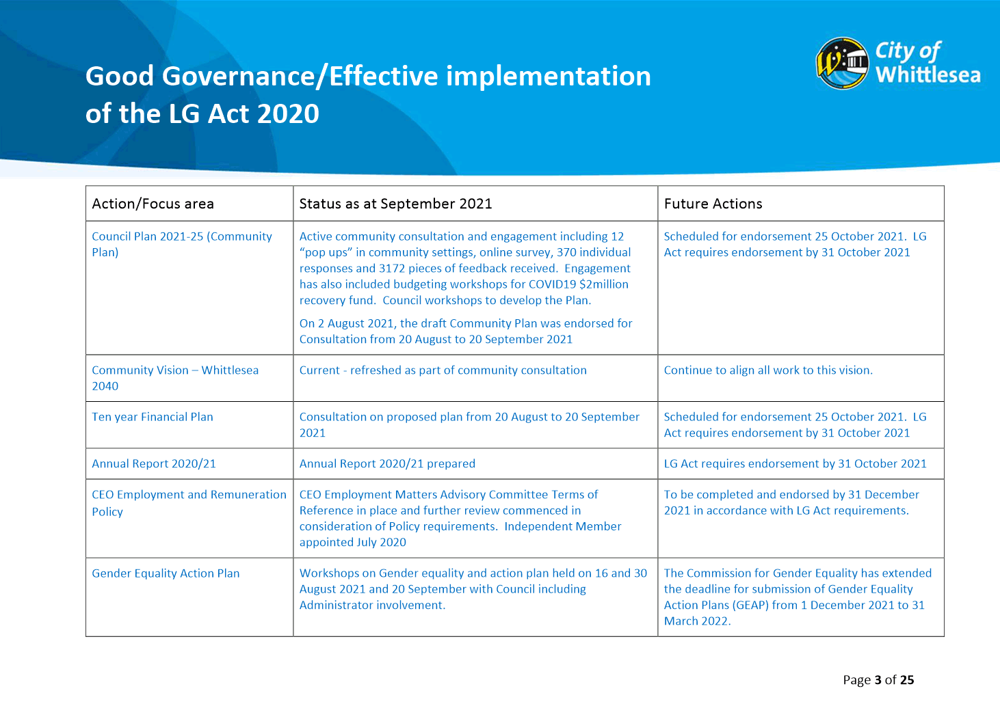 Good Governance/Effective implementation
of the LG Act 2020
City of
Whittlesea
Action/Focus area
Status as at September 2021
Future Actions
Council Plan 2021-25 (Community
Plan)
Active community consultation and engagement including 12
“pop ups” in community settings, online survey, 370 individual
responses and 3172 pieces of feedback received.  Engagement
has also included budgeting workshops for COVID19 $2million
recovery fund.  Council workshops to develop the Plan.
On 2 August 2021, the draft Community Plan was endorsed for
Consultation from 20 August to 20 September 2021
Scheduled for endorsement 25 October 2021.  LG
Act requires endorsement by 31 October 2021
Community Vision – Whittlesea
2040
Current - refreshed as part of community consultation
Continue to align all work to this vision.
Ten year Financial Plan
Consultation on proposed plan from 20 August to 20 September
2021
Scheduled for endorsement 25 October 2021.  LG
Act requires endorsement by 31 October 2021
Annual Report 2020/21
Annual Report 2020/21 prepared
LG Act requires endorsement by 31 October 2021
CEO Employment and Remuneration
Policy
CEO Employment Matters Advisory Committee Terms of
Reference in place and further review commenced in
consideration of Policy requirements.  Independent Member
appointed July 2020
To be completed and endorsed by 31 December
2021 in accordance with LG Act requirements.
Gender Equality Action Plan
Workshops on Gender equality and action plan held on 16 and 30
August 2021 and 20 September with Council including
Administrator involvement.
The Commission for Gender Equality has extended
the deadline for submission of Gender Equality
Action Plans (GEAP) from 1 December 2021 to 31
March 2022.
Page 3 of 25